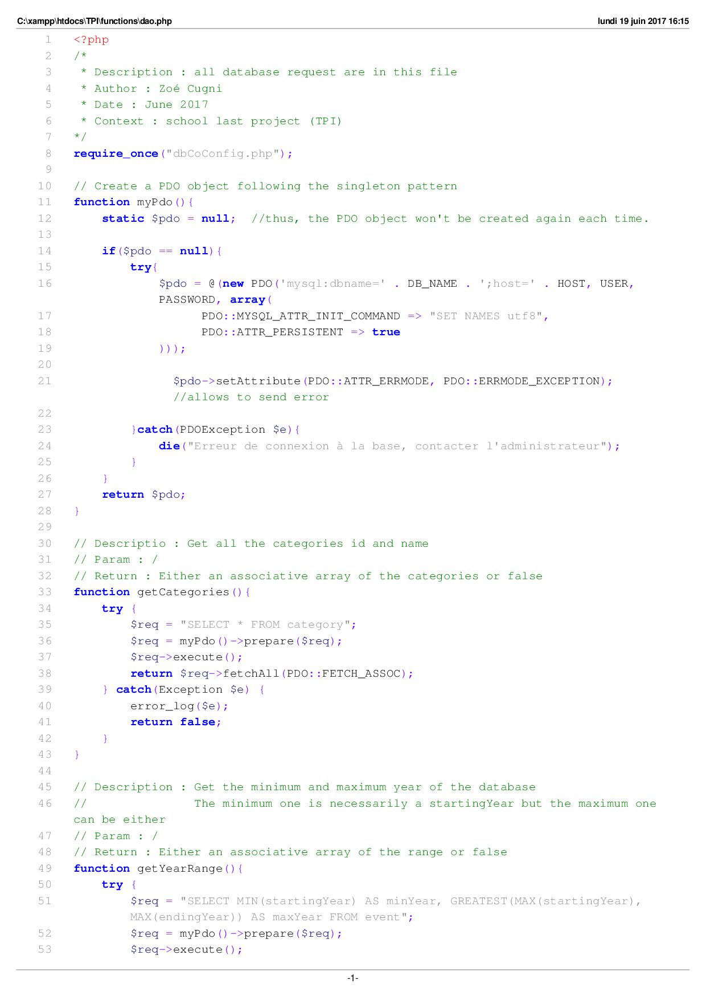 C:\xampp\htdocs\TPI\functions\dao.php lundi 19 juin 2017 16:15
1 <?php
2 /*
3 * Description : all database request are in this file
4 * Author : Zoé Cugni
5 * Date : June 2017
6 * Context : school last project (TPI)
7 */
8 require_once("dbCoConfig.php");
9
10 // Create a PDO object following the singleton pattern
11 function myPdo(){
12 static $pdo = null; //thus, the PDO object won't be created again each time.
13
14 if($pdo == null){
15 try{
16 $pdo = @(new PDO('mysql:dbname=' . DB_NAME . ';host=' . HOST, USER,
PASSWORD, array(
17 PDO::MYSQL_ATTR_INIT_COMMAND => "SET NAMES utf8",
18 PDO::ATTR_PERSISTENT => true
19 )));
20
21 $pdo->setAttribute(PDO::ATTR_ERRMODE, PDO::ERRMODE_EXCEPTION);
//allows to send error
22
23 }catch(PDOException $e){
24 die("Erreur de connexion à la base, contacter l'administrateur");
25 }
26 }
27 return $pdo;
28 }
29
30 // Descriptio : Get all the categories id and name
31 // Param : /
32 // Return : Either an associative array of the categories or false
33 function getCategories(){
34 try {
35 $req = "SELECT * FROM category";
36 $req = myPdo()->prepare($req);
37 $req->execute();
38 return $req->fetchAll(PDO::FETCH_ASSOC);
39 } catch(Exception $e) {
40 error_log($e);
41 return false;
42 }
43 }
44
45 // Description : Get the minimum and maximum year of the database
46 // The minimum one is necessarily a startingYear but the maximum one
can be either
47 // Param : /
48 // Return : Either an associative array of the range or false
49 function getYearRange(){
50 try {
51 $req = "SELECT MIN(startingYear) AS minYear, GREATEST(MAX(startingYear),
MAX(endingYear)) AS maxYear FROM event";
52 $req = myPdo()->prepare($req);
53 $req->execute();
-1-